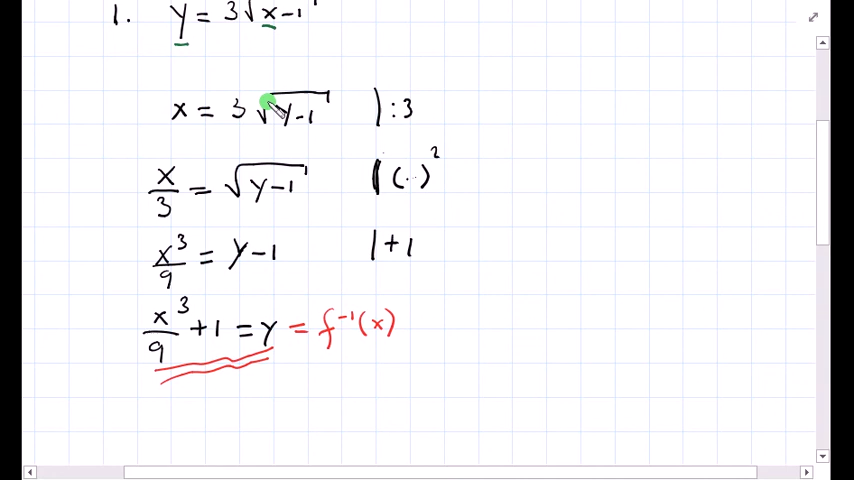 1. y = 3√x-1
x = 3√y-1 | :3
x/3 = √y-1 | (..)²
x³/9 = y-1 | +1
x³/9 +1 = y = f⁻¹(x)